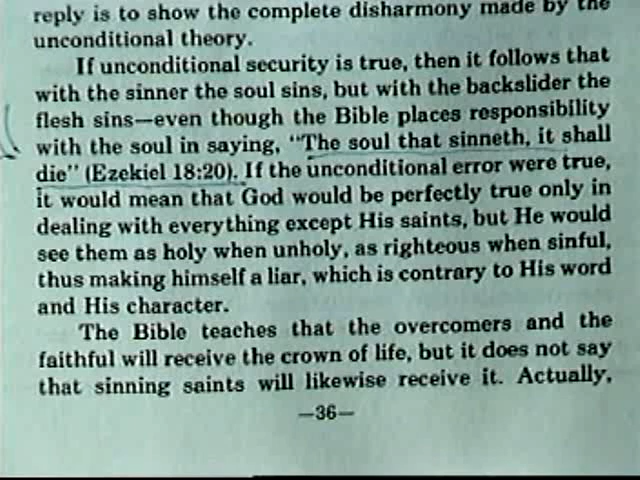 reply is to show the complete disharmony made by the
unconditional theory.
If unconditional security is true, then it follows that
with the sinner the soul sins, but with the backslider the
flesh sins—even though the Bible places responsibility
with the soul in saying, "The soul that sinneth, it shall
die" (Ezekiel 18:20). If the unconditional error were true,
it would mean that God would be perfectly true only in
dealing with everything except His saints, but He would
see them as holy when unholy, as righteous when sinful,
thus making himself a liar, which is contrary to His word
and His character.
The Bible teaches that the overcomers and the
faithful will receive the crown of life, but it does not say
that sinning saints will likewise receive it. Actually,
—36—